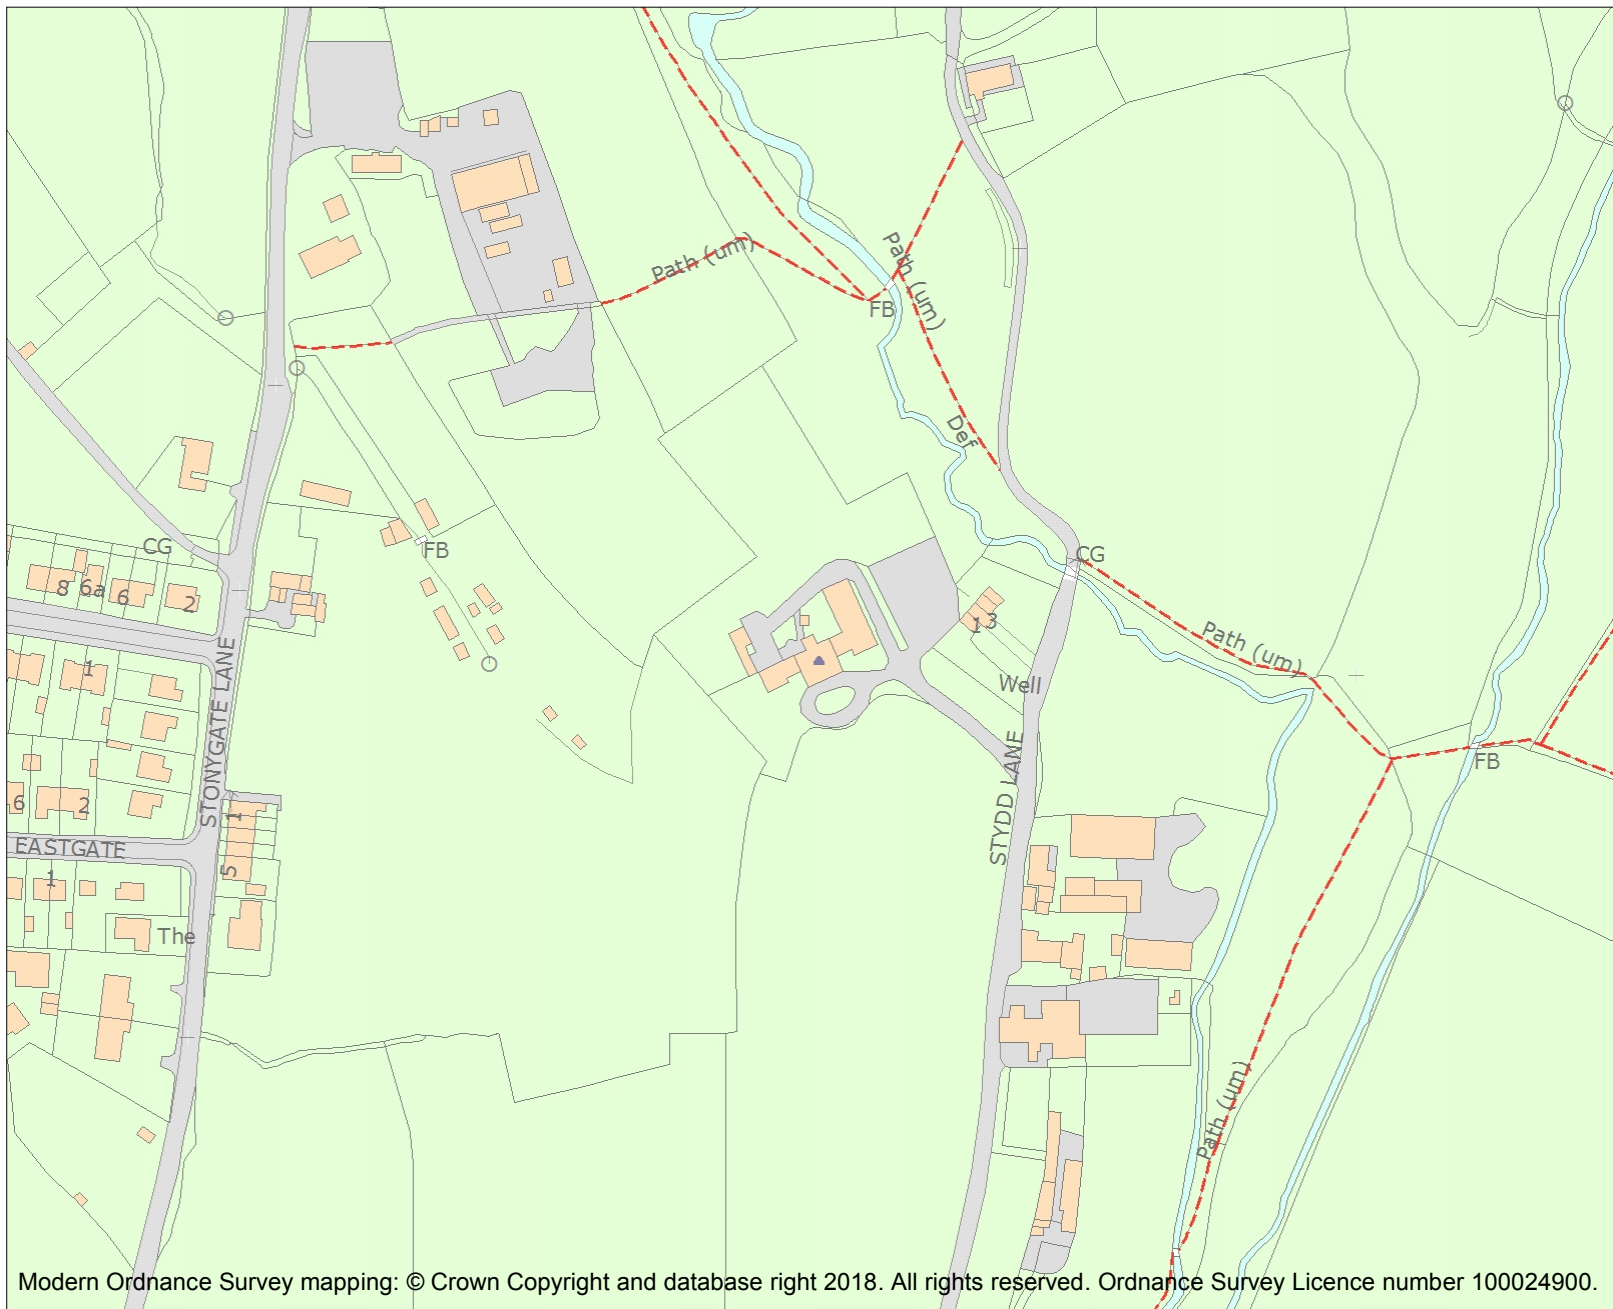 Path (um)
Path (um)
FB
Def
CG
FB
CG
8
6a
6
2
1
3
Path (um)
Well
1
STONYGATE LANE
STYDD LANE
FB
6
2
1
EASTGATE
5
1
The
Path (um)
Modern Ordnance Survey mapping: © Crown Copyright and database right 2018. All rights reserved. Ordnance Survey Licence number 100024900.